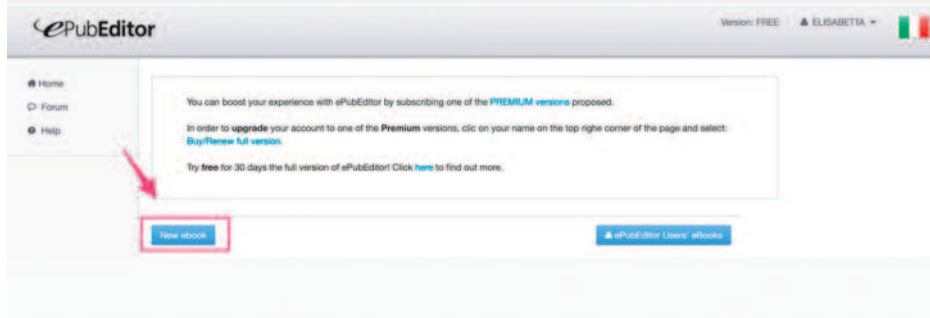 ePubEditor
Version: FREE
ELISABETTA
Home
Forum
Help
You can boost your experience with ePubEditor by subscribing one of the PREMIUM versions proposed.
In order to upgrade your account to one of the Premium versions, clic on your name on the top righe corner of the page and select:
Buy/Renew full version.
Try free for 30 days the full version of ePubEditor! Click here to find out more.
New ebook
ePubEditor Users' eBooks